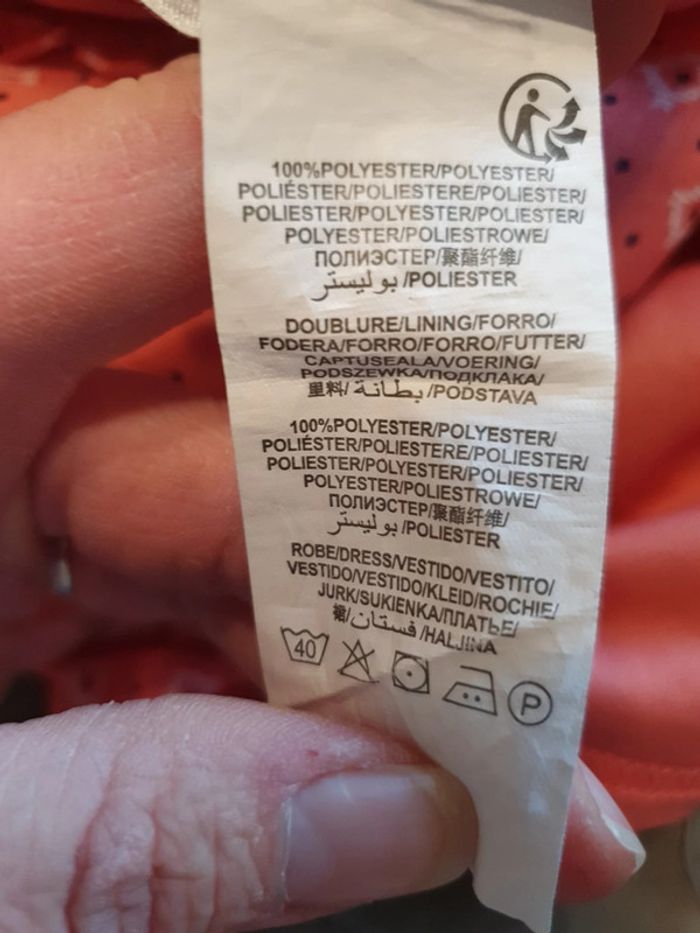 100%POLYESTER/POLYESTER/
POLIÉSTER/POLIESTERE/POLIESTER/
POLIESTER/POLYESTER/POLIESTER/
POLYESTER/POLIESTROWE/
ПОЛИЭСТЕР/聚酯纤维/
بوليستر /POLIESTER
DOUBLURE/LINING/FORRO/
FODERA/FORRO/FORRO/FUTTER/
CAPTUSEALA/VOERING/
PODSZEWKA/ПОДКЛАКА/
里料/ بطانة /PODSTAVA
100%POLYESTER/POLYESTER/
POLIÉSTER/POLIESTERE/POLIESTER/
POLIESTER/POLYESTER/POLIESTER/
POLYESTER/POLIESTROWE/
ПОЛИЭСТЕР/聚酯纤维/
بوليستر /POLIESTER
ROBE/DRESS/VESTIDO/VESTITO/
VESTIDO/VESTIDO/KLEID/ROCHIE/
JURK/SUKIENKA/ПЛАТЬЕ/
裙/ فستان /HALJINA
40 P